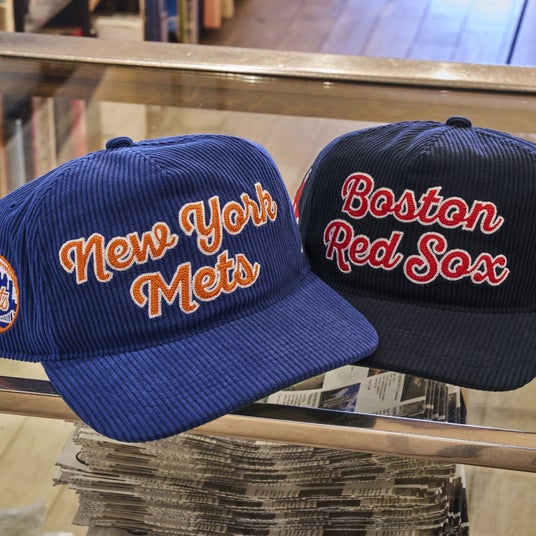 New York
Mets
Boston
Red Sox